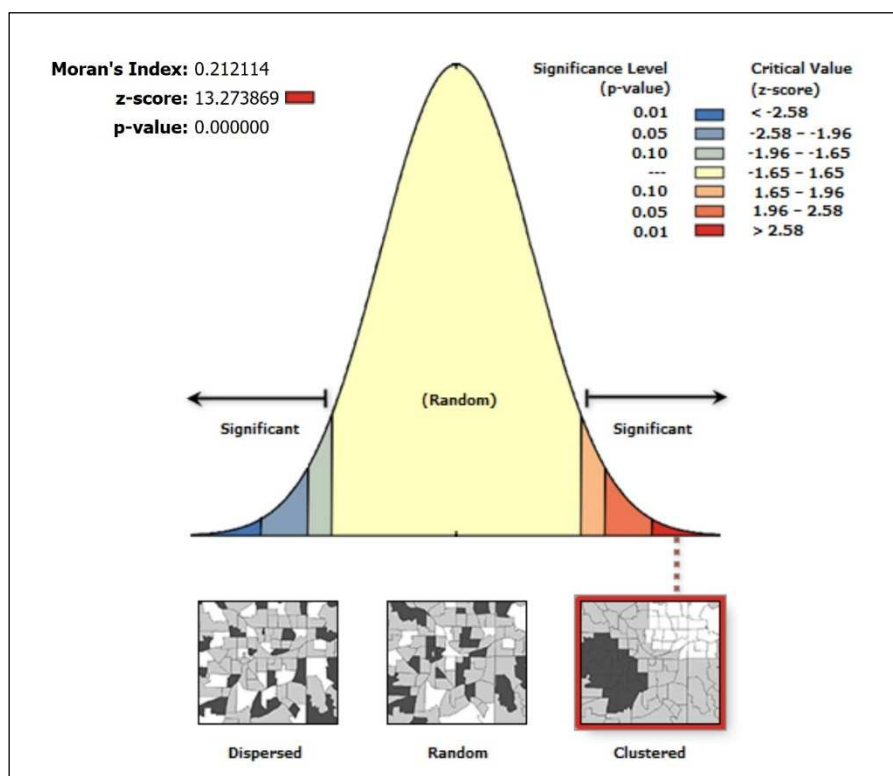 Moran's Index: 0.212114
z-score: 13.273869
p-value: 0.000000
Significance Level
(p-value)
0.01
0.05
0.10
---
0.10
0.05
0.01
Critical Value
(z-score)
< -2.58
-2.58 – -1.96
-1.96 – -1.65
-1.65 – 1.65
1.65 – 1.96
1.96 – 2.58
> 2.58
Significant
(Random)
Significant
Dispersed
Random
Clustered